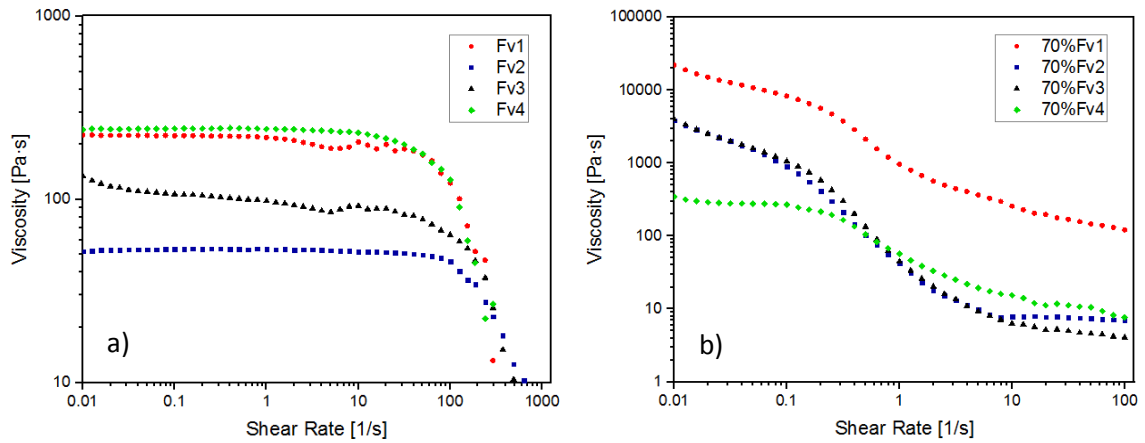 1000
100
10
Viscosity [Pa·s]
Fv1
Fv2
Fv3
Fv4
a)
0.01 0.1 1 10 100 1000
Shear Rate [1/s]
100000
10000
1000
100
10
1
Viscosity [Pa·s]
70%Fv1
70%Fv2
70%Fv3
70%Fv4
b)
0.01 0.1 1 10 100
Shear Rate [1/s]